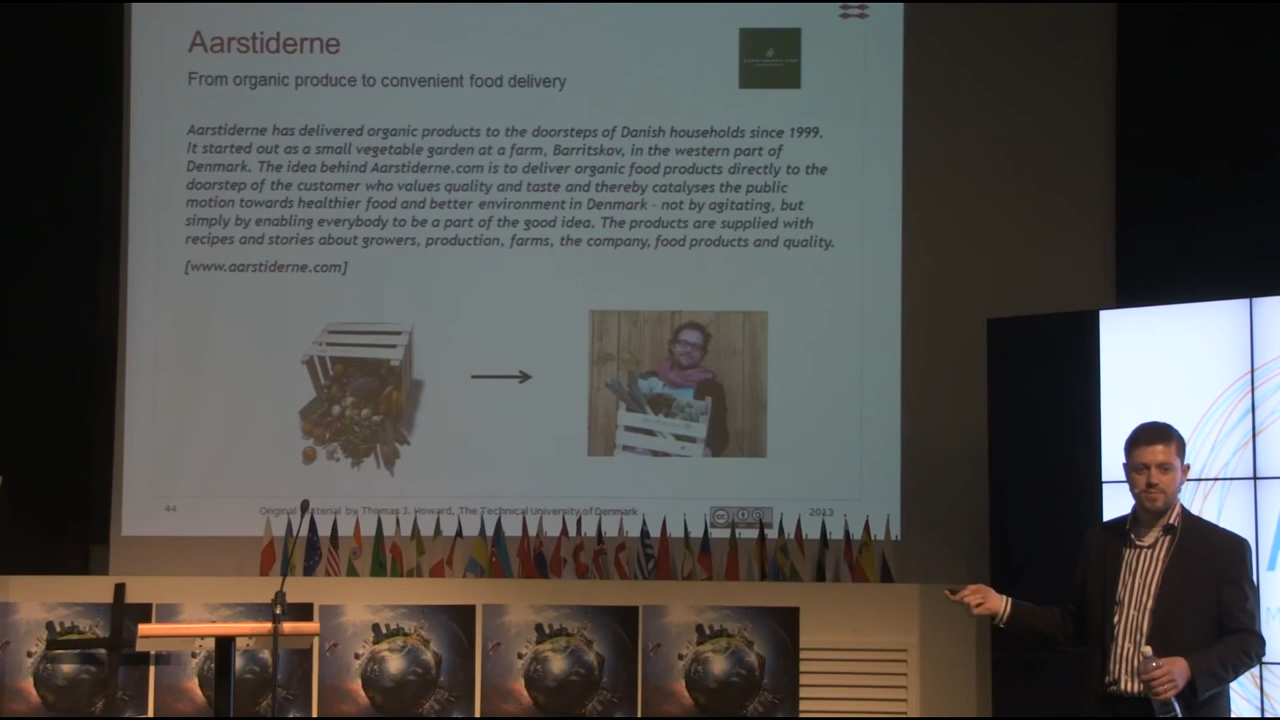 Aarstiderne
From organic produce to convenient food delivery
Aarstiderne has delivered organic products to the doorsteps of Danish households since 1999.
It started out as a small vegetable garden at a farm, Barritskov, in the western part of
Denmark. The idea behind Aarstiderne.com is to deliver organic food products directly to the
doorstep of the customer who values quality and taste and thereby catalyses the public
motion towards healthier food and better environment in Denmark - not by agitating, but
simply by enabling everybody to be a part of the good idea. The products are supplied with
recipes and stories about growers, production, farms, the company, food products and quality.
[www.aarstiderne.com]
44
Original Material by Thomas J. Howard, The Technical University of Denmark
2013